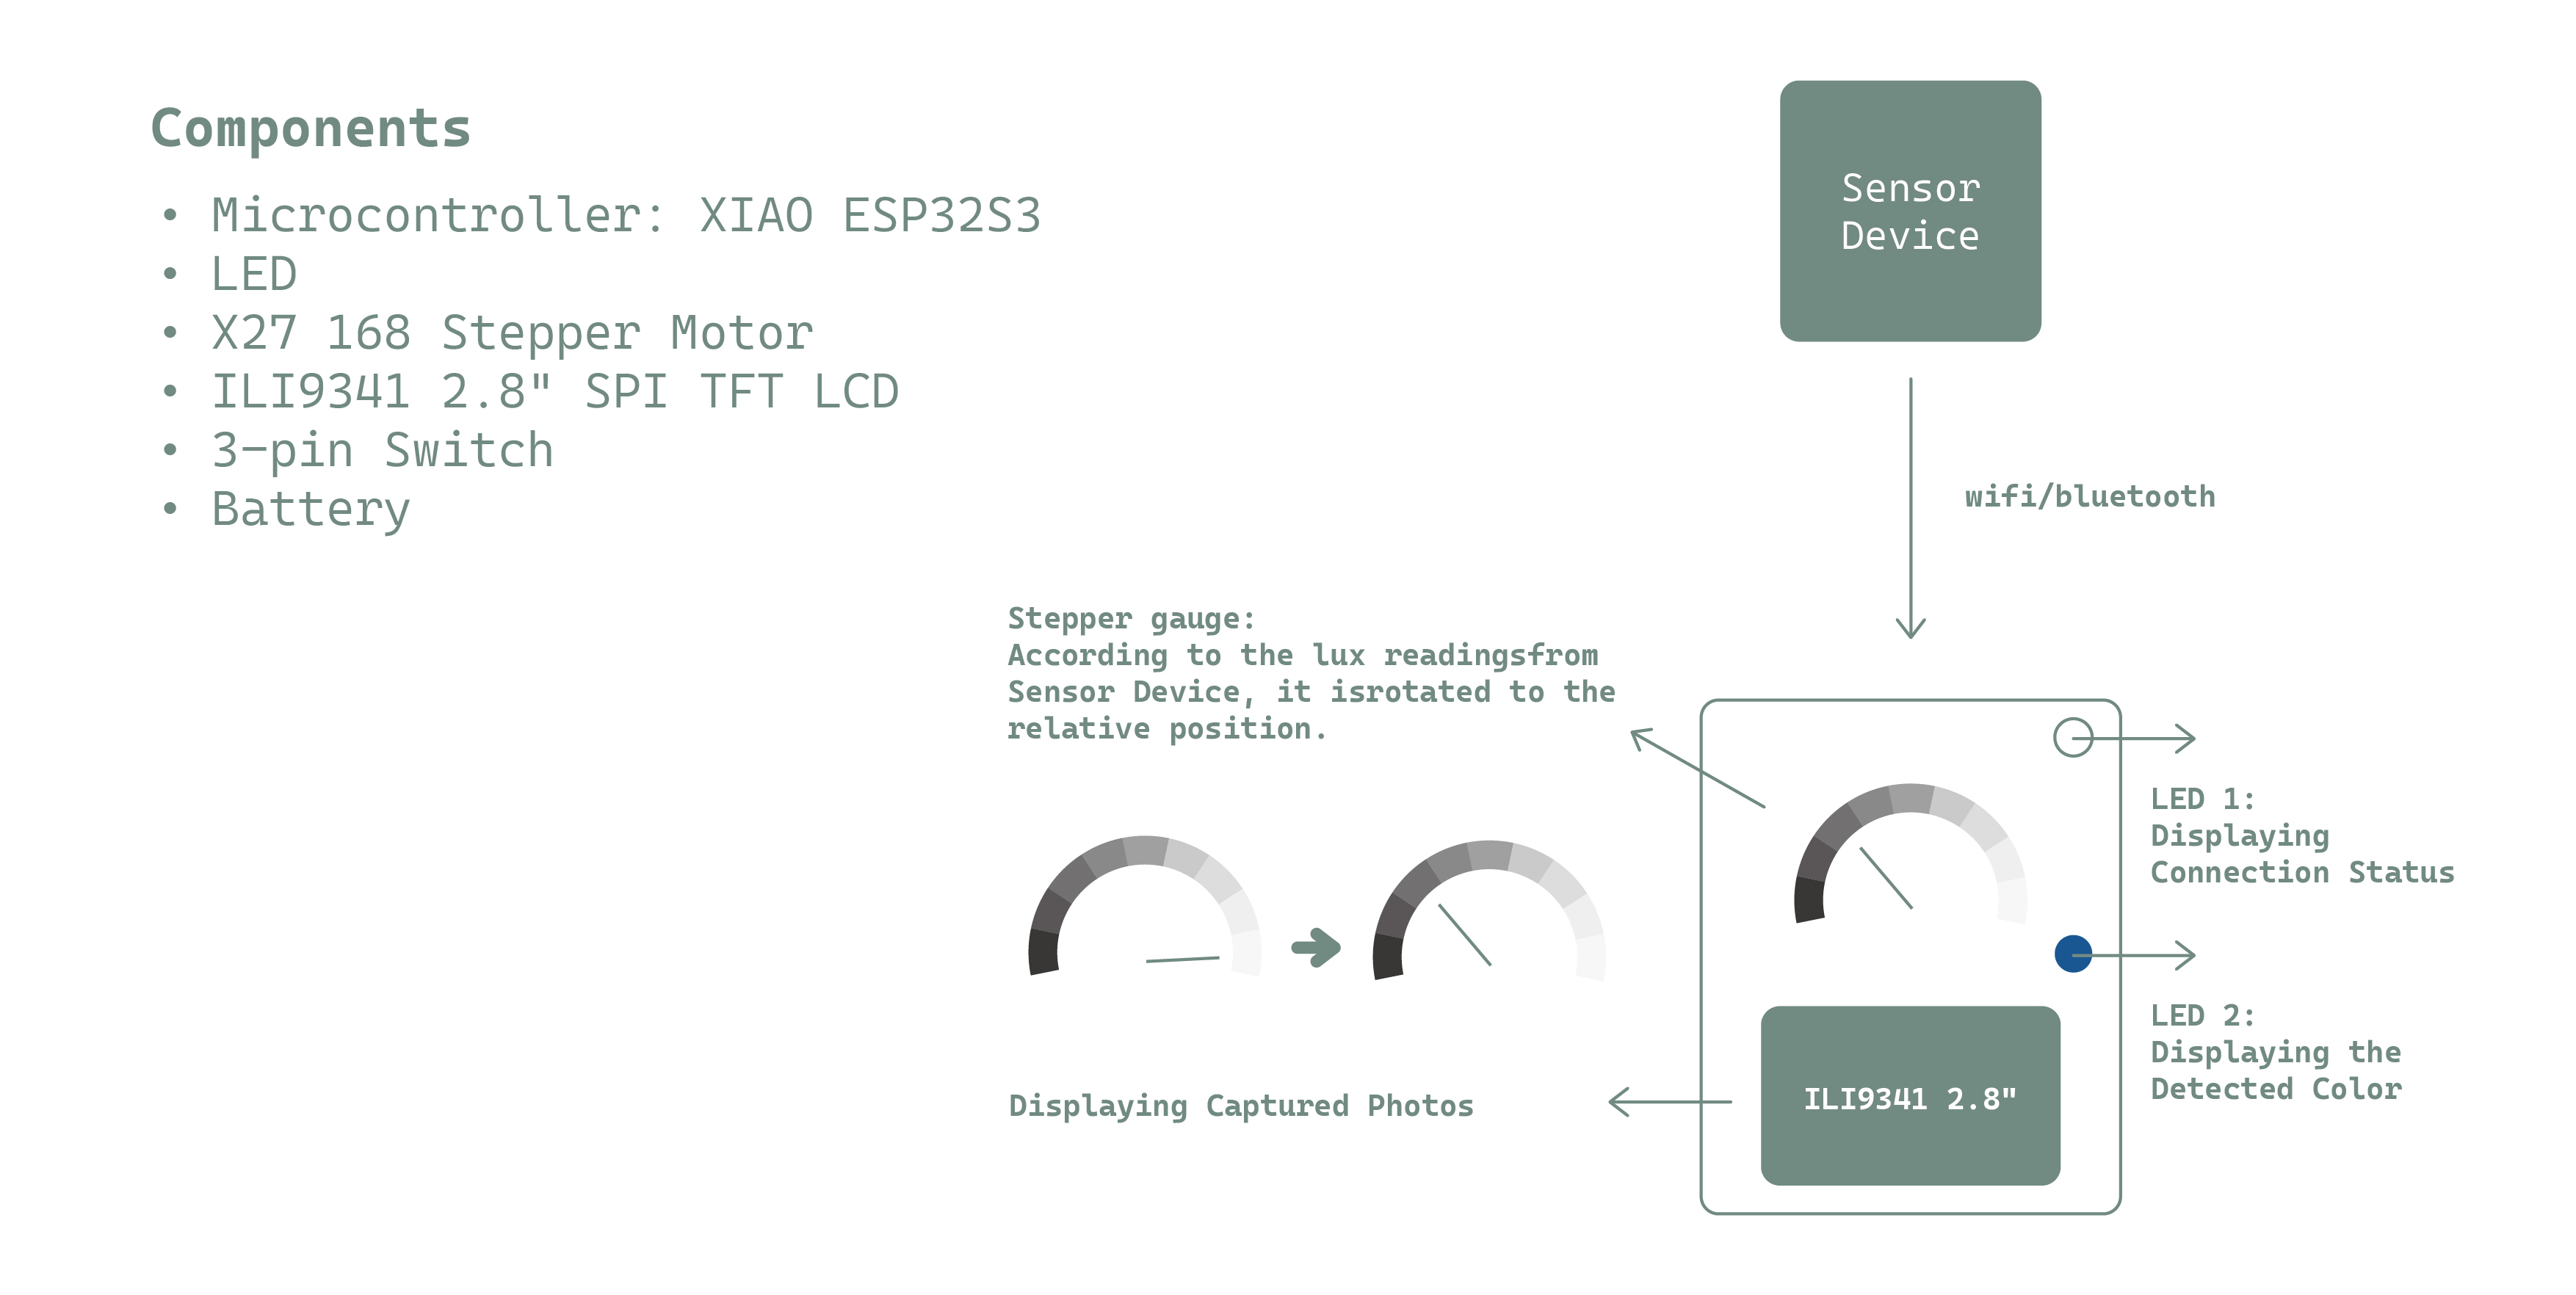 Components
• Microcontroller: XIAO ESP32S3
• LED
• X27 168 Stepper Motor
• ILI9341 2.8" SPI TFT LCD
• 3-pin Switch
• Battery
Sensor
Device
wifi/bluetooth
Stepper gauge:
According to the lux readingsfrom
Sensor Device, it isrotated to the
relative position.
LED 1:
Displaying
Connection Status
LED 2:
Displaying the
Detected Color
ILI9341 2.8"
Displaying Captured Photos